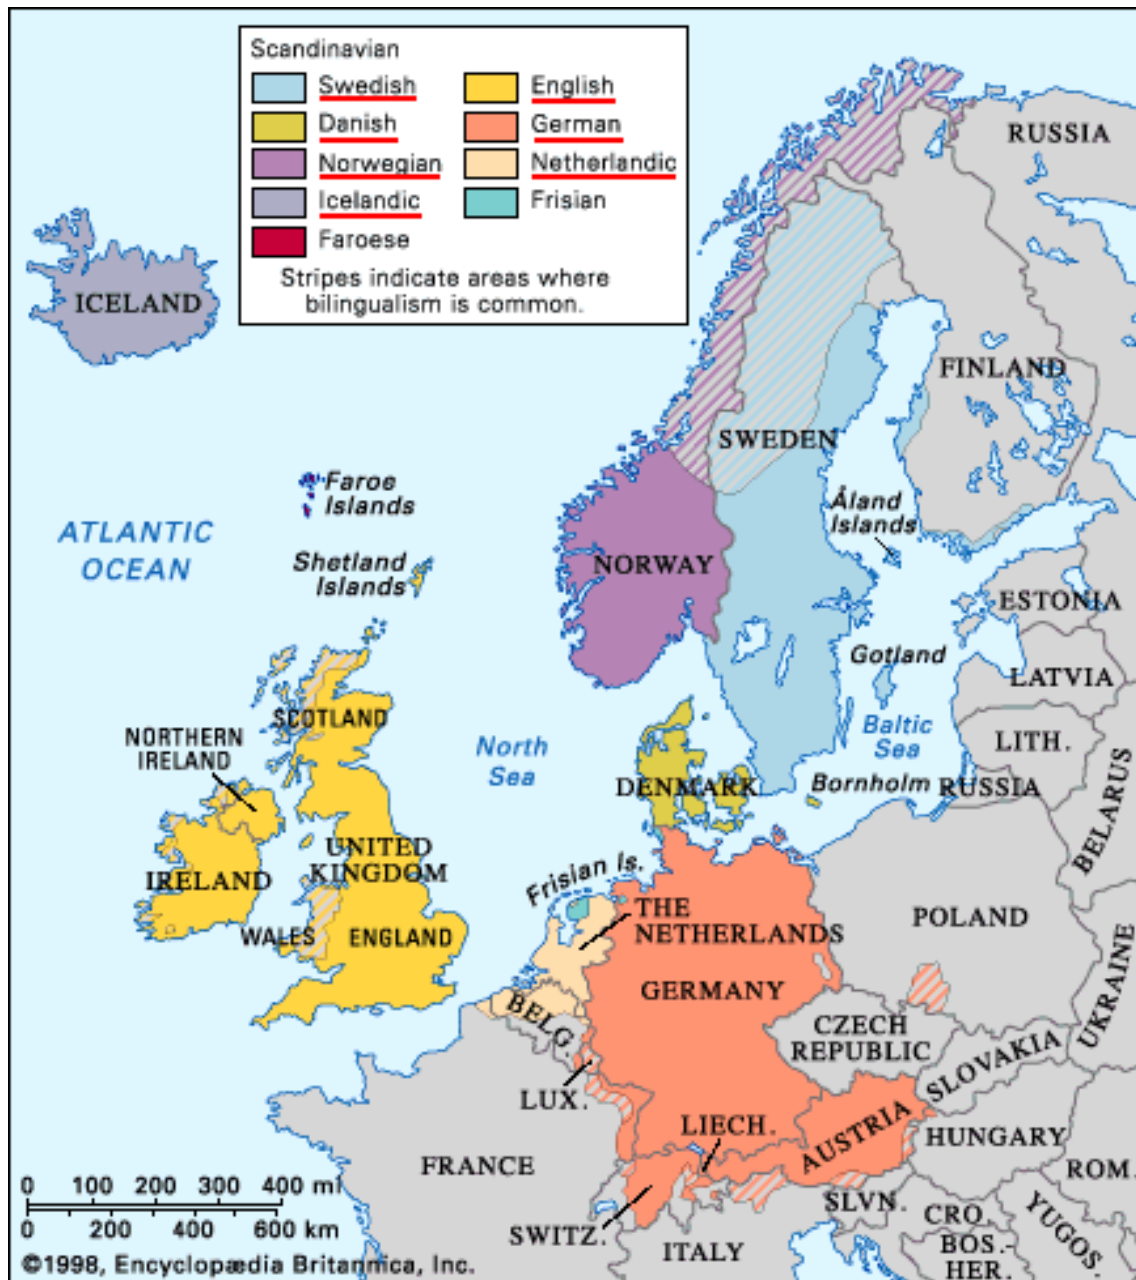 Scandinavian
Swedish
Danish
Norwegian
Icelandic
Faroese
English
German
Netherlandic
Frisian
Stripes indicate areas where
bilingualism is common.
RUSSIA
ICELAND
FINLAND
SWEDEN
Faroe
Islands
Åland
Islands
ATLANTIC
OCEAN
Shetland
Islands
NORWAY
ESTONIA
Gotland
LATVIA
SCOTLAND
NORTHERN
IRELAND
North
Sea
Baltic
Sea
LITH.
DENMARK
Bornholm
RUSSIA
BELARUS
UNITED
KINGDOM
IRELAND
Frisian Is.
THE
NETHERLANDS
POLAND
WALES
ENGLAND
GERMANY
UKRAINE
BELG.
CZECH
REPUBLIC
SLOVAKIA
LUX.
LIECH.
AUSTRIA
HUNGARY
FRANCE
ROM.
0 100 200 300 400 mi
0 200 400 600 km
SWITZ.
ITALY
SLVN.
CRO.
BOS.-
HER.
YUGOS.
©1998, Encyclopædia Britannica, Inc.